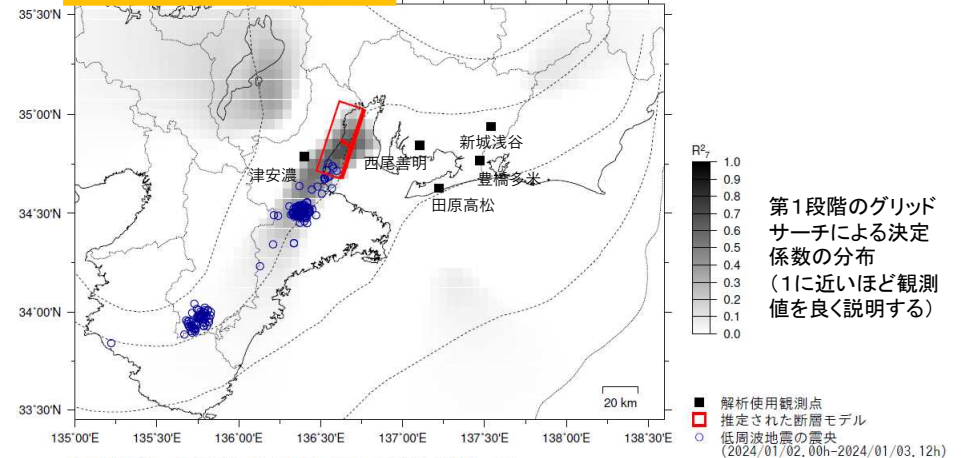 35°30'N
35°00'N
34°30'N
34°00'N
33°30'N
135°00'E
135°30'E
136°00'E
136°30'E
137°00'E
137°30'E
138°00'E
138°30'E
津安濃
西尾善明
新城浅谷
豊橋多米
田原高松
20 km
R²₇
1.0
0.9
0.8
0.7
0.6
0.5
0.4
0.3
0.2
0.1
0.0
第１段階のグリッド
サーチによる決定
係数の分布
（1に近いほど観測
値を良く説明する）
解析使用観測点
推定された断層モデル
低周波地震の震央
(2024/01/02.00h-2024/01/03.12h)